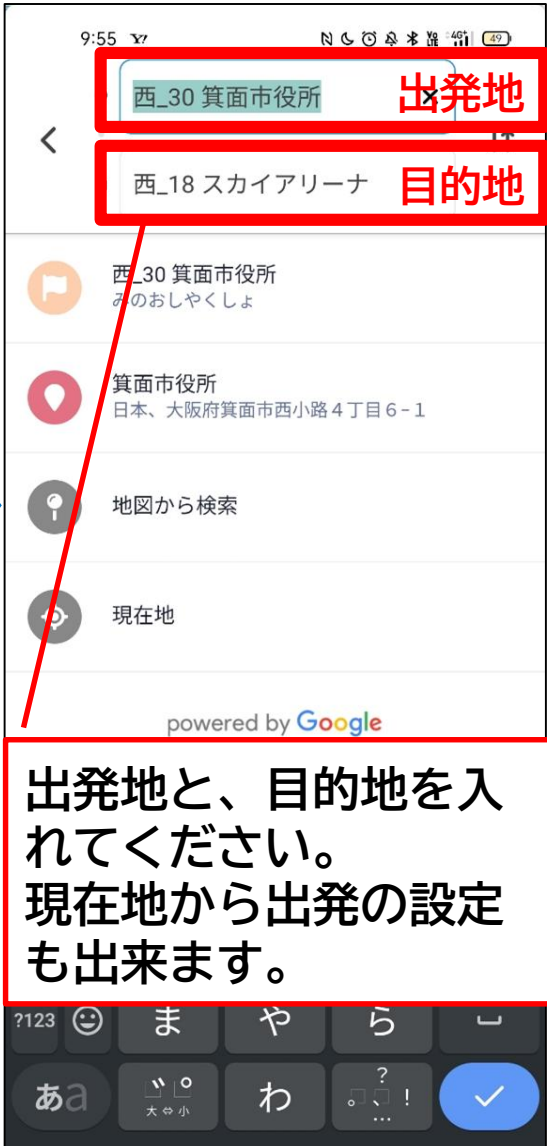 9:55 Y! 4G+ 49
西_30 箕面市役所 × 出発地
西_18 スカイアリーナ 目的地
西_30 箕面市役所
みのおしやくしょ
箕面市役所
日本、大阪府箕面市西小路4丁目6-1
地図から検索
現在地
powered by Google
出発地と、目的地を入
れてください。
現在地から出発の設定
も出来ます。
?123 ま や ら
あa 大⇔小 わ 。、?!…